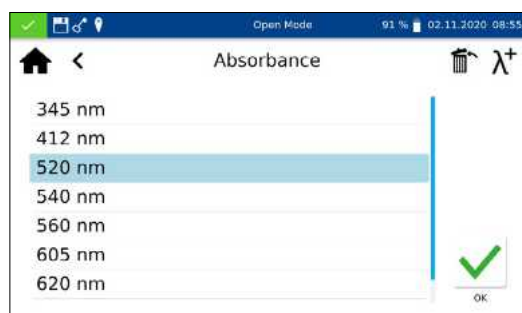 Open Mode 91 % 02.11.2020 08:55
Absorbance λ+
345 nm
412 nm
520 nm
540 nm
560 nm
605 nm
620 nm
OK